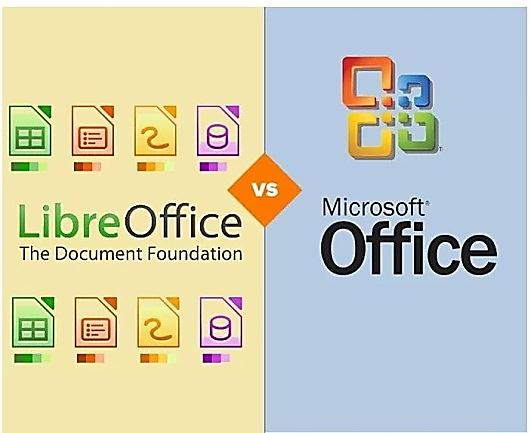 LibreOffice
The Document Foundation
VS
Microsoft®
Office